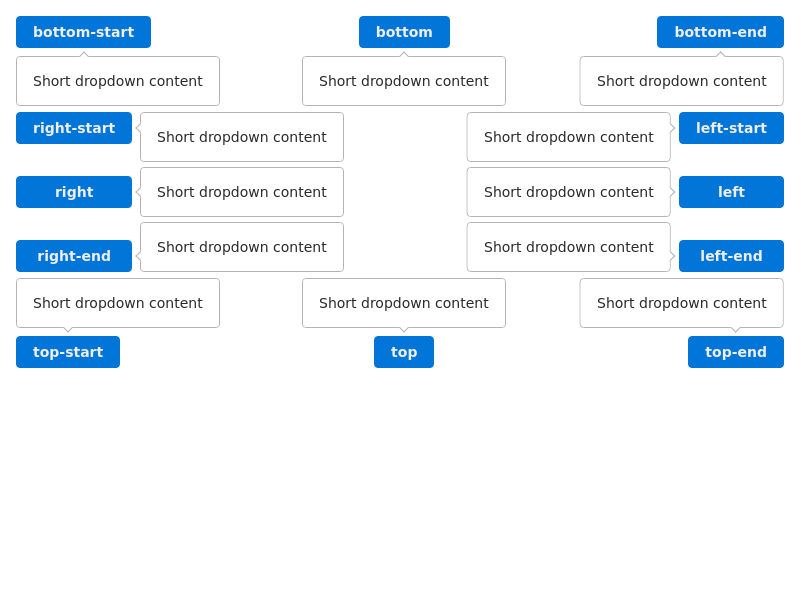 bottom-start
bottom
bottom-end
Short dropdown content
Short dropdown content
Short dropdown content
right-start
Short dropdown content
Short dropdown content
left-start
right
Short dropdown content
Short dropdown content
left
right-end
Short dropdown content
Short dropdown content
left-end
Short dropdown content
Short dropdown content
Short dropdown content
top-start
top
top-end